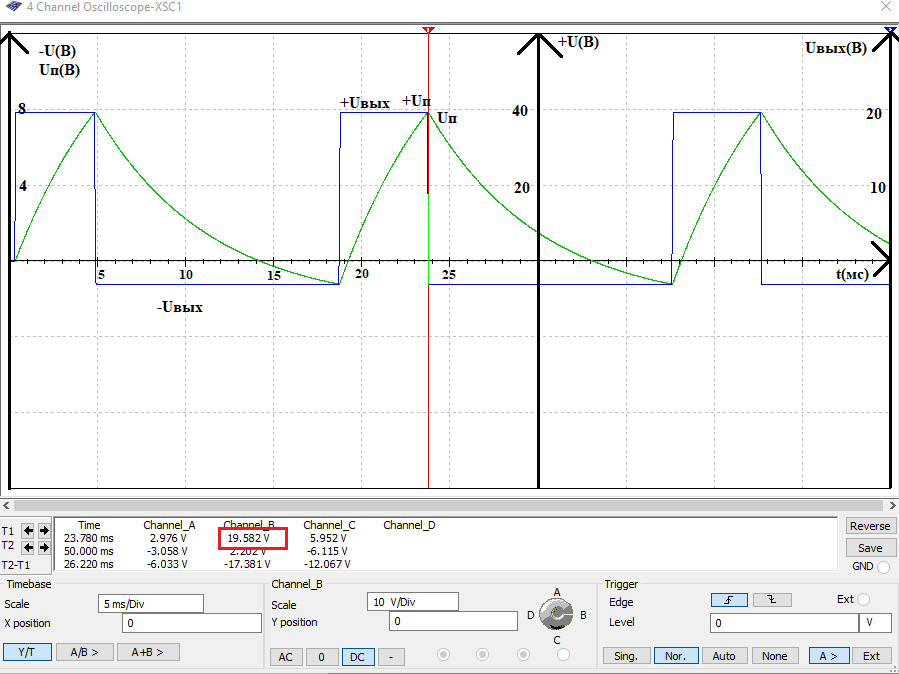 4 Channel Oscilloscope-XSC1
-U(В)
Uп(В)
+U(В)
Uвых(В)
8
+Uвых
+Uп
Uп
40
20
4
20
10
5
10
15
20
25
t(мс)
-Uвых
T1
T2
T2-T1
Time Channel_A Channel_B Channel_C Channel_D
23.780 ms 2.976 V 19.582 V 5.952 V
50.000 ms -3.058 V 2.202 V -6.115 V
26.220 ms -6.033 V -17.381 V -12.067 V
Reverse
Save
GND
Timebase
Scale 5 ms/Div
X position 0
Y/T A/B > A+B >
Channel_B
Scale 10 V/Div
Y position 0
AC 0 DC -
A
D B
C
Trigger
Edge Ext
Level 0 V
Sing. Nor. Auto None A > Ext